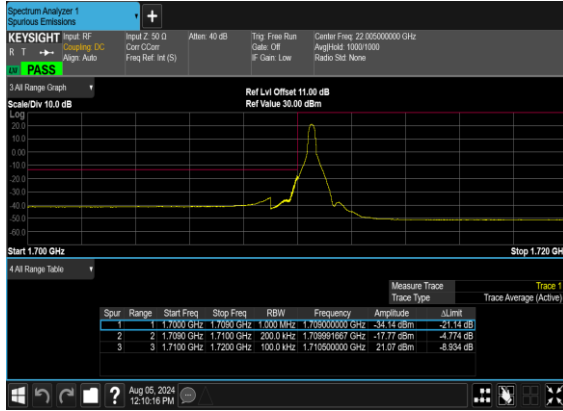 Spectrum Analyzer 1
Spurious Emissions
KEYSIGHT Input: RF Input Z: 50 Ω Atten: 40 dB Trig: Free Run Center Freq: 22.005000000 GHz
R T Coupling: DC Corr CCorr Gate: Off Avg|Hold: 1000/1000
Align: Auto Freq Ref: Int (S) IF Gain: Low Radio Std: None
PASS
3 All Range Graph
Ref Lvl Offset 11.00 dB
Scale/Div 10.0 dB Ref Value 30.00 dBm
Log
20.0
10.0
0.00
-10.0
-20.0
-30.0
-40.0
-50.0
-60.0
Start 1.700 GHz Stop 1.720 GH
4 All Range Table
Measure Trace Trace 1
Trace Type Trace Average (Active)
Spur Range Start Freq Stop Freq RBW Frequency Amplitude ΔLimit
1 1 1.7000 GHz 1.7090 GHz 1.000 MHz 1.709000000 GHz -34.14 dBm -21.14 dB
2 2 1.7090 GHz 1.7100 GHz 200.0 kHz 1.709991667 GHz -17.77 dBm -4.774 dB
3 3 1.7100 GHz 1.7200 GHz 100.0 kHz 1.710500000 GHz 21.07 dBm -8.934 dB
Aug 05, 2024
12:10:16 PM